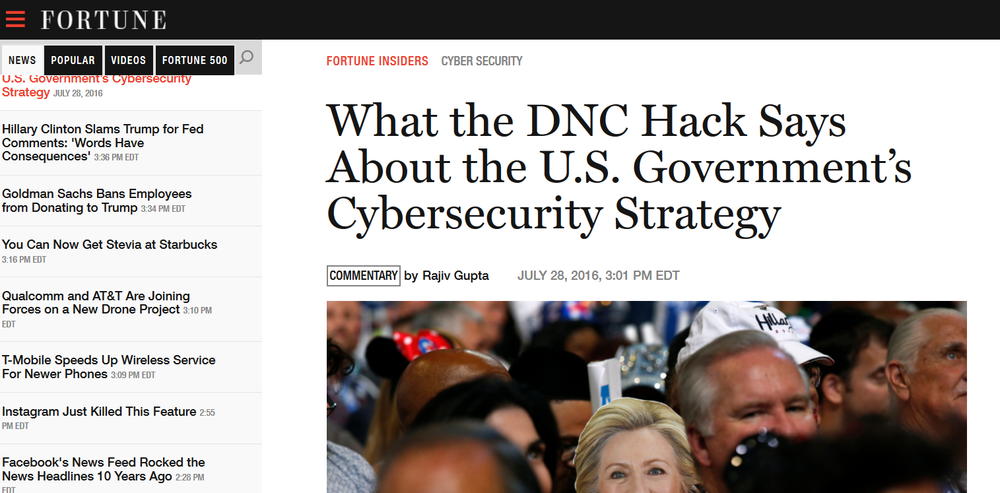 FORTUNE
NEWS
POPULAR
VIDEOS
FORTUNE 500
U.S. Government's Cybersecurity
Strategy JULY 28, 2016
Hillary Clinton Slams Trump for Fed
Comments: 'Words Have
Consequences' 3:36 PM EDT
Goldman Sachs Bans Employees
from Donating to Trump 3:34 PM EDT
You Can Now Get Stevia at Starbucks
3:16 PM EDT
Qualcomm and AT&T Are Joining
Forces on a New Drone Project 3:10 PM
EDT
T-Mobile Speeds Up Wireless Service
For Newer Phones 3:09 PM EDT
Instagram Just Killed This Feature 2:55
PM EDT
Facebook's News Feed Rocked the
News Headlines 10 Years Ago 2:28 PM
EDT
FORTUNE INSIDERS CYBER SECURITY
What the DNC Hack Says
About the U.S. Government’s
Cybersecurity Strategy
COMMENTARY by Rajiv Gupta JULY 28, 2016, 3:01 PM EDT
Hillary